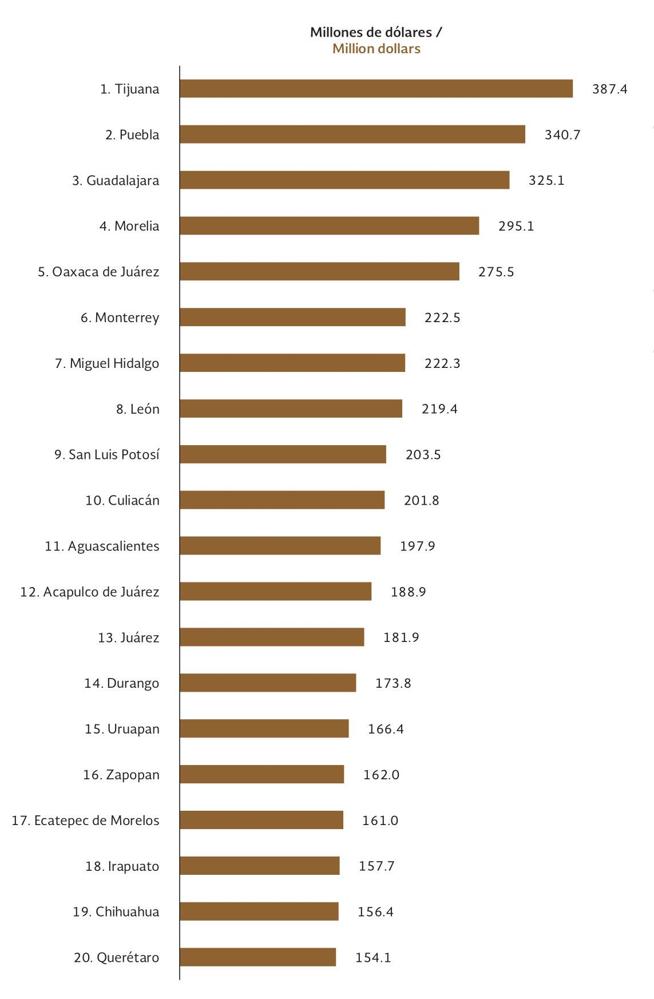 Millones de dólares /
Million dollars
1. Tijuana 387.4
2. Puebla 340.7
3. Guadalajara 325.1
4. Morelia 295.1
5. Oaxaca de Juárez 275.5
6. Monterrey 222.5
7. Miguel Hidalgo 222.3
8. León 219.4
9. San Luis Potosí 203.5
10. Culiacán 201.8
11. Aguascalientes 197.9
12. Acapulco de Juárez 188.9
13. Juárez 181.9
14. Durango 173.8
15. Uruapan 166.4
16. Zapopan 162.0
17. Ecatepec de Morelos 161.0
18. Irapuato 157.7
19. Chihuahua 156.4
20. Querétaro 154.1